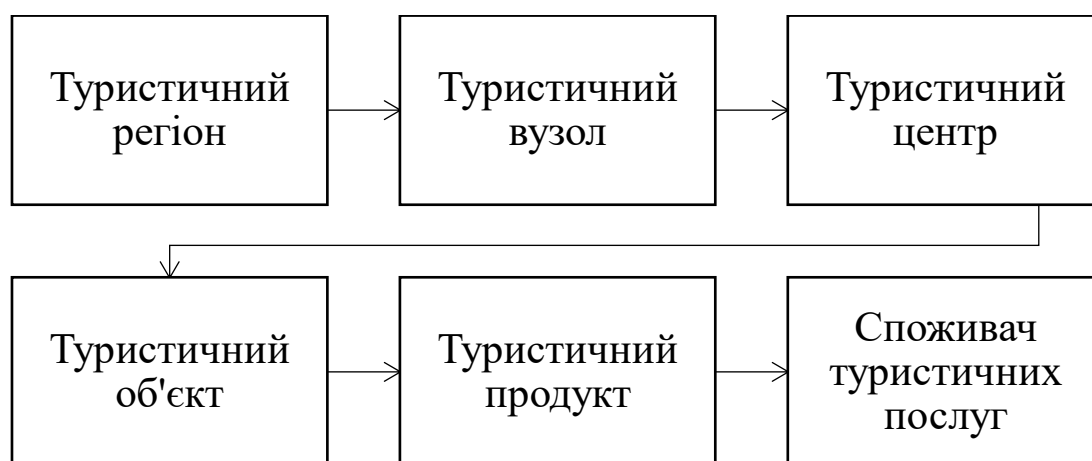 Туристичний
регіон
Туристичний
вузол
Туристичний
центр
Туристичний
об'єкт
Туристичний
продукт
Споживач
туристичних
послуг